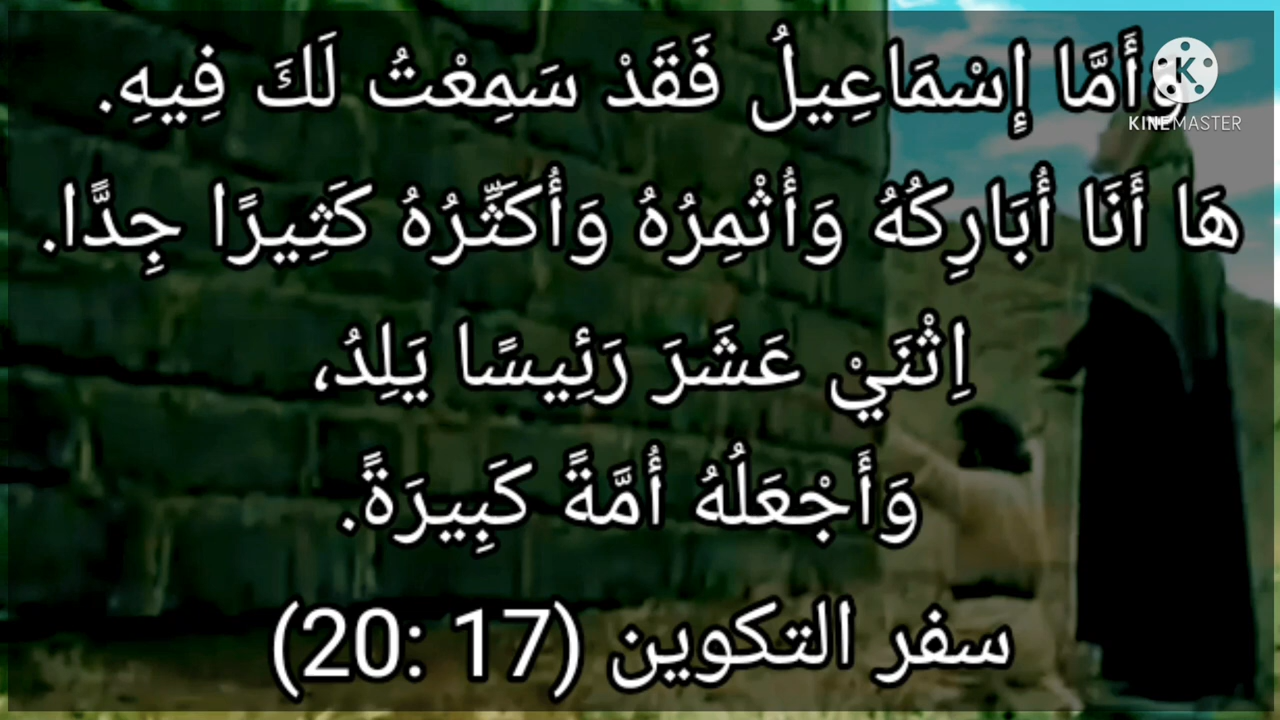 وَأَمَّا إِسْمَاعِيلُ فَقَدْ سَمِعْتُ لَكَ فِيهِ.
KINEMASTER
هَا أَنَا أُبَارِكُهُ وَأُثْمِرُهُ وَأُكَثِّرُهُ كَثِيرًا جِدًّا.
اِثْنَيْ عَشَرَ رَئِيسًا يَلِدُ،
وَأَجْعَلُهُ أُمَّةً كَبِيرَةً.
سفر التكوين (17 :20)